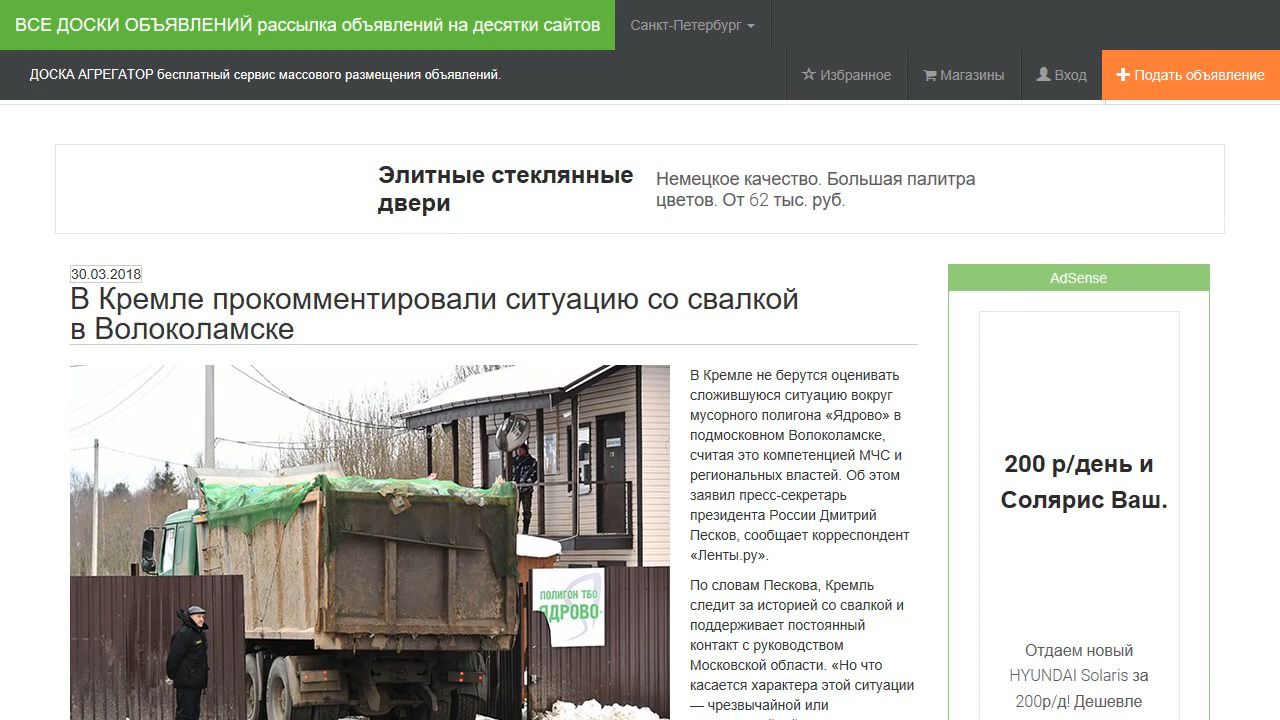 ВСЕ ДОСКИ ОБЪЯВЛЕНИЙ рассылка объявлений на десятки сайтов
Санкт-Петербург
ДОСКА АГРЕГАТОР бесплатный сервис массового размещения объявлений.
Избранное
Магазины
Вход
Подать объявление
Элитные стеклянные
двери
Немецкое качество. Большая палитра
цветов. От 62 тыс. руб.
30.03.2018
В Кремле прокомментировали ситуацию со свалкой
в Волоколамске
ПОЛИГОН ТБО
ЯДРОВО
В Кремле не берутся оценивать
сложившуюся ситуацию вокруг
мусорного полигона «Ядрово» в
подмосковном Волоколамске,
считая это компетенцией МЧС и
региональных властей. Об этом
заявил пресс-секретарь
президента России Дмитрий
Песков, сообщает корреспондент
«Ленты.ру».
По словам Пескова, Кремль
следит за историей со свалкой и
поддерживает постоянный
контакт с руководством
Московской области. «Но что
касается характера этой ситуации
— чрезвычайной или
AdSense
200 р/день и
Солярис Ваш.
Отдаем новый
HYUNDAI Solaris за
200р/д! Дешевле